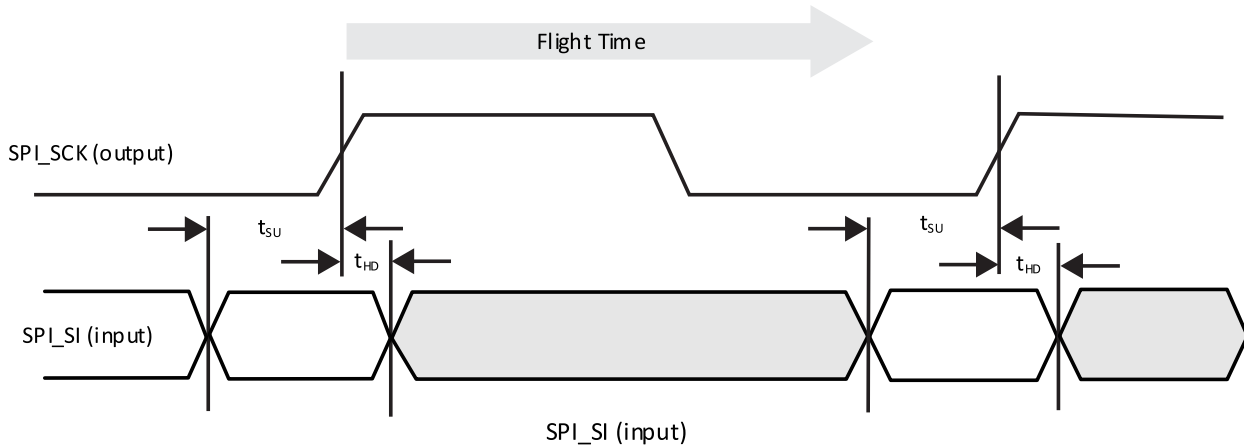 Flight Time
SPI_SCK (output)
tSU
tSU
tHD
tHD
SPI_SI (input)
SPI_SI (input)